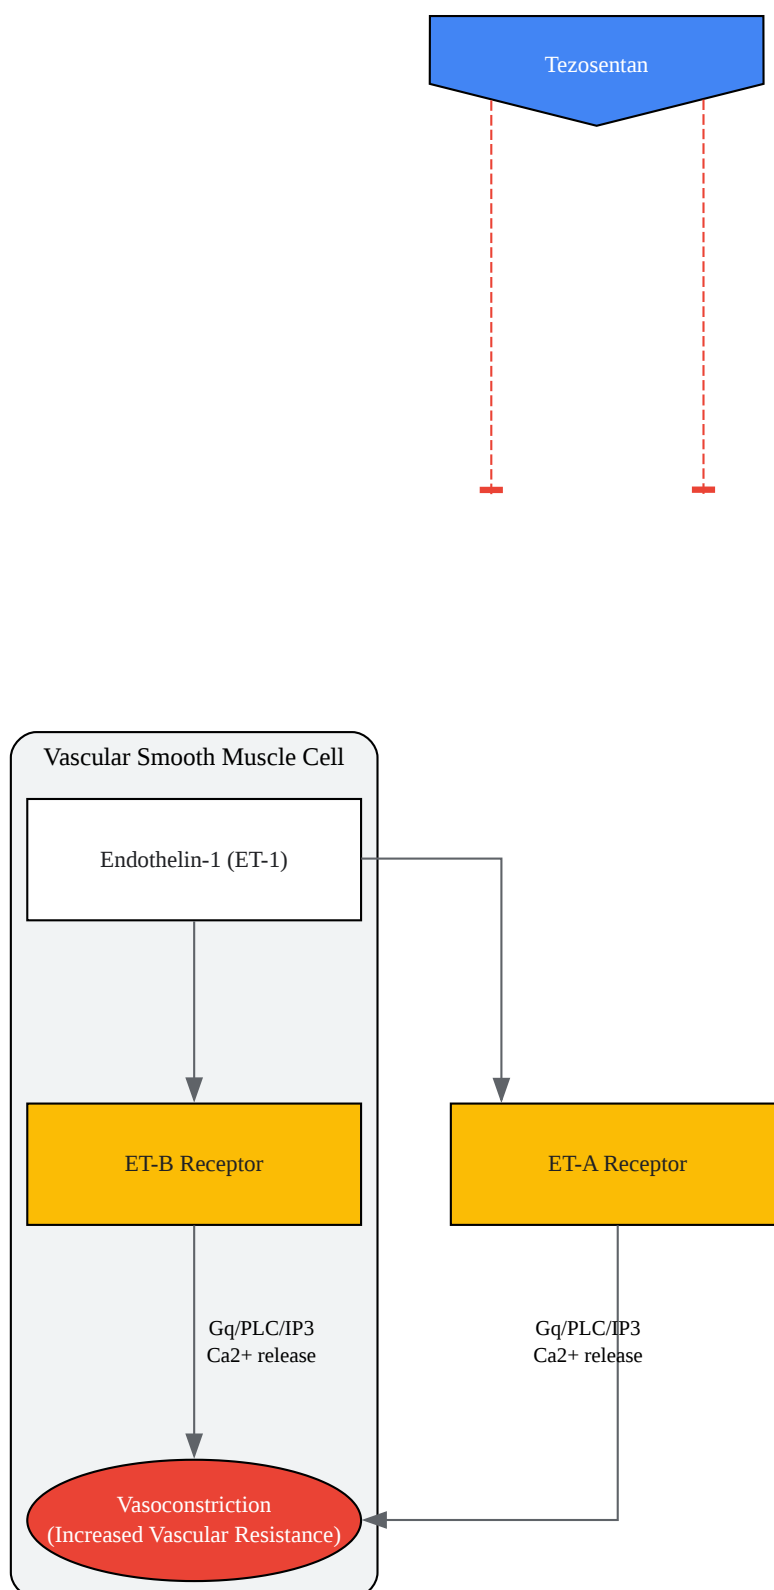 Tezosentan
Vascular Smooth Muscle Cell
Endothelin-1 (ET-1)
ET-B Receptor
ET-A Receptor
Gq/PLC/IP3
Ca2+ release
Gq/PLC/IP3
Ca2+ release
Vasoconstriction
(Increased Vascular Resistance)